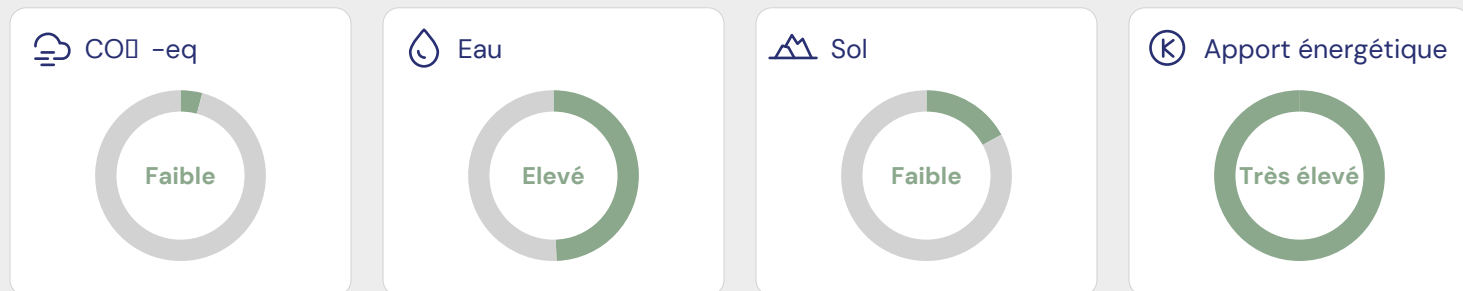 CO▯ -eq
Eau
Sol
Apport énergétique
Faible
Elevé
Faible
Très élevé